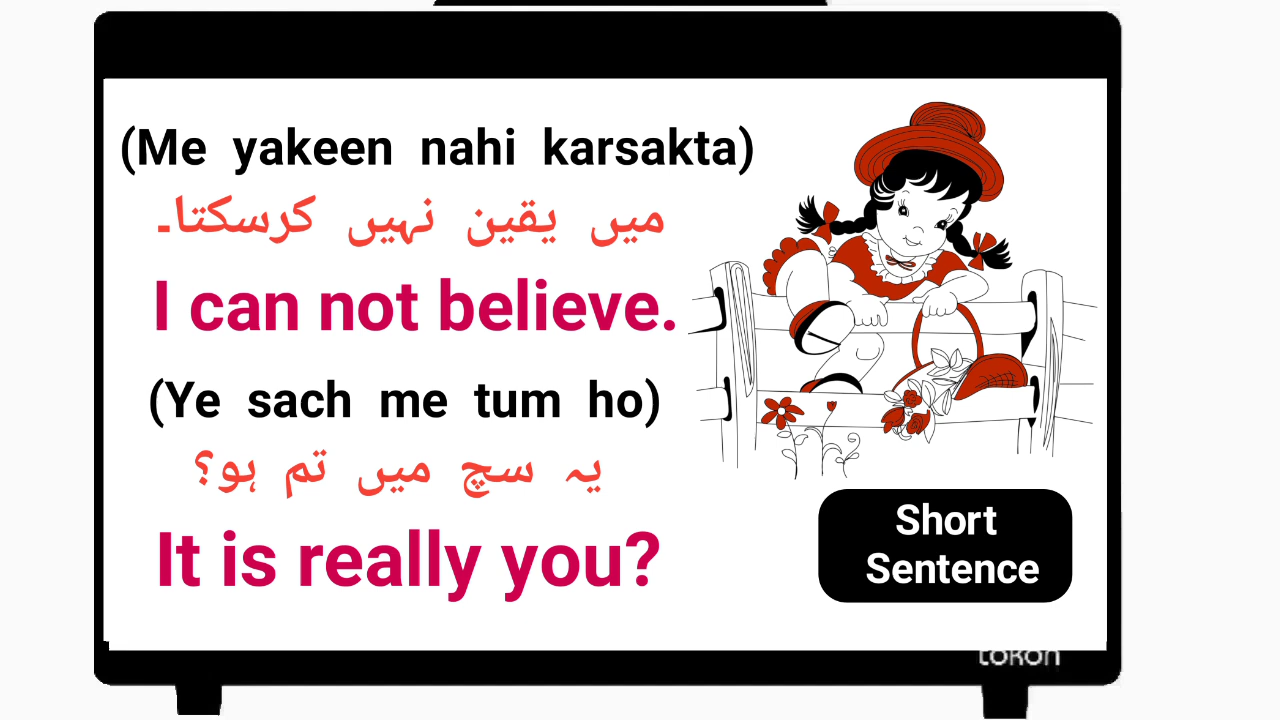 (Me yakeen nahi karsakta)
میں یقین نہیں کرسکتا۔
I can not believe.
(Ye sach me tum ho)
یہ سچ میں تم ہو؟
It is really you?
Short
Sentence